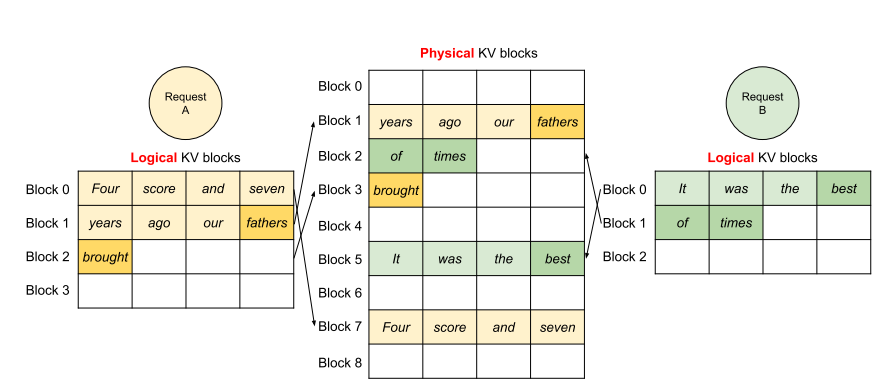 Physical KV blocks
Request
A
Request
B
Logical KV blocks
Logical KV blocks
Block 0 Four score and seven
Block 1 years ago our fathers
Block 2 brought
Block 3
Block 0
Block 1 years ago our fathers
Block 2 of times
Block 3 brought
Block 4
Block 5 It was the best
Block 6
Block 7 Four score and seven
Block 8
Block 0 It was the best
Block 1 of times
Block 2